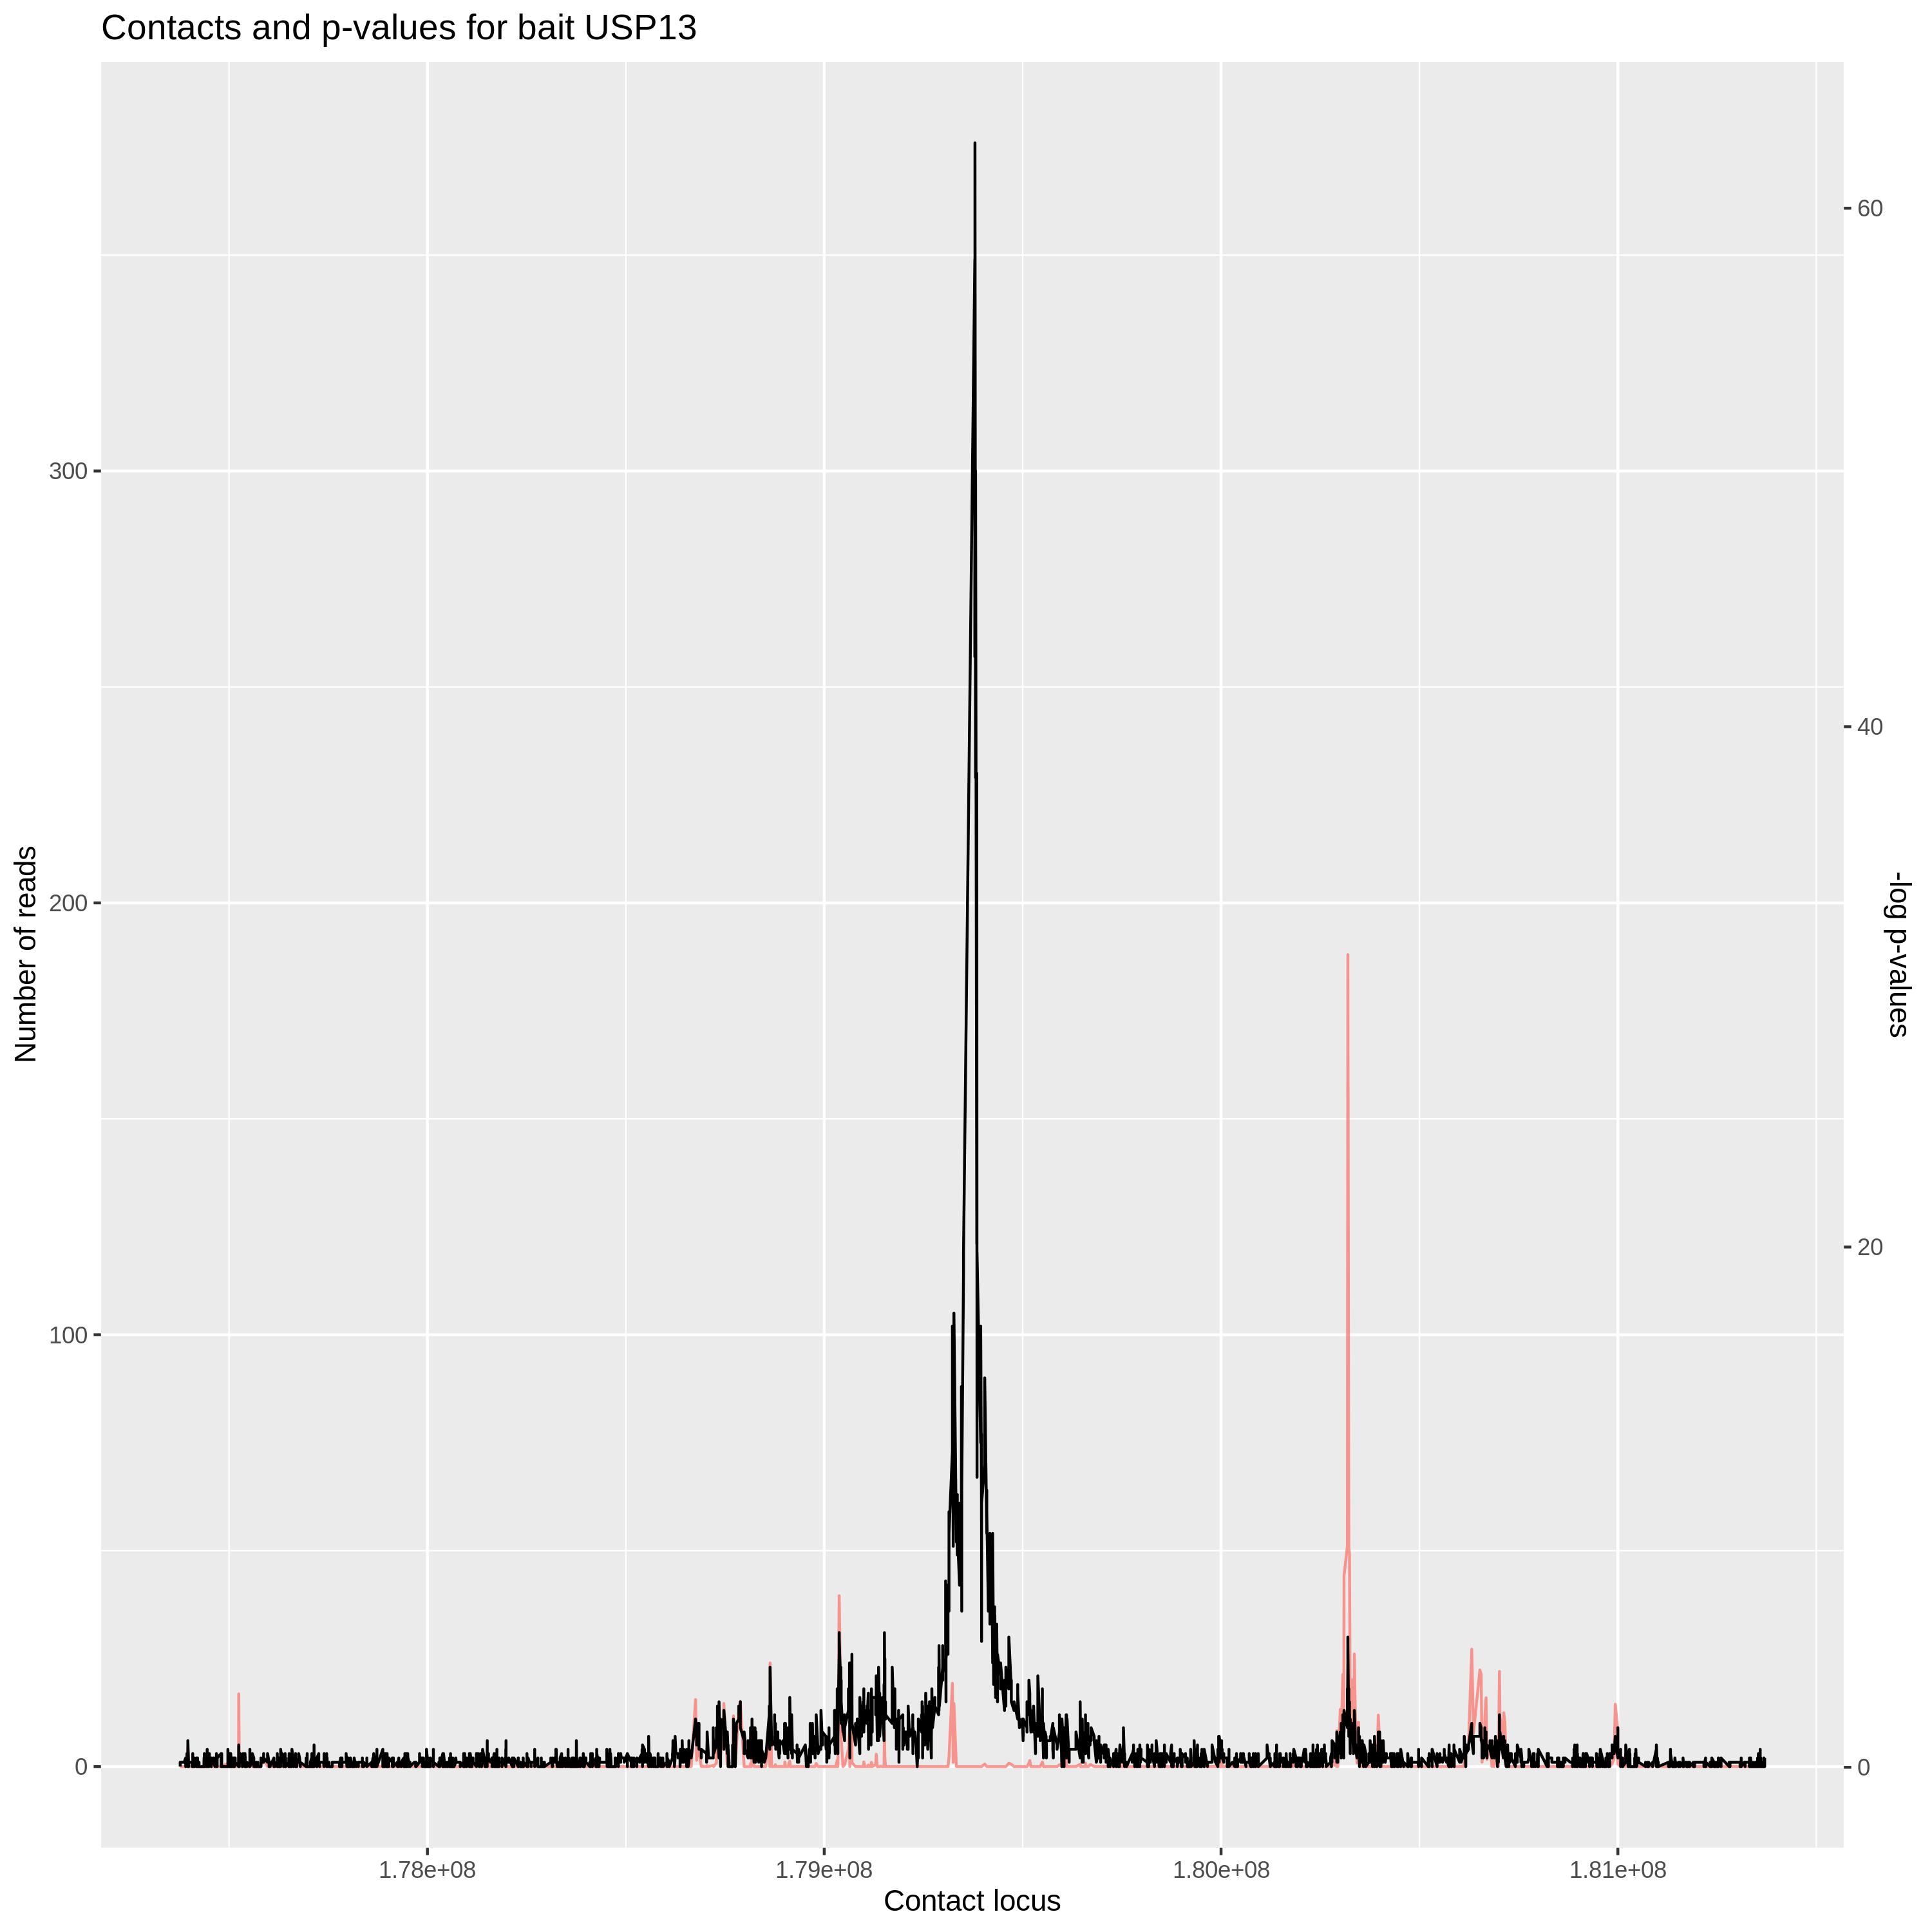 Contacts and p-values for bait USP13
Number of reads
300
200
100
0
60
40
20
0
-log p-values
1.78e+08
1.79e+08
1.80e+08
1.81e+08
Contact locus